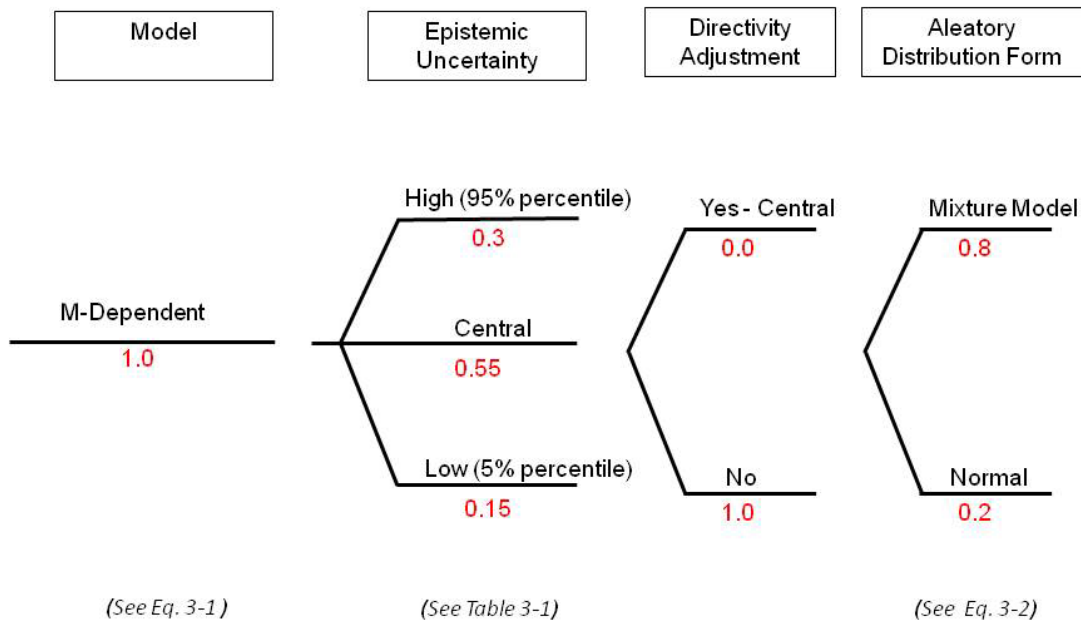 Model
Epistemic
Uncertainty
Directivity
Adjustment
Aleatory
Distribution Form
High (95% percentile)
0.3
Yes - Central
0.0
Mixture Model
0.8
M-Dependent
1.0
Central
0.55
Low (5% percentile)
0.15
No
1.0
Normal
0.2
(See Eq. 3-1 )
(See Table 3-1)
(See Eq. 3-2)